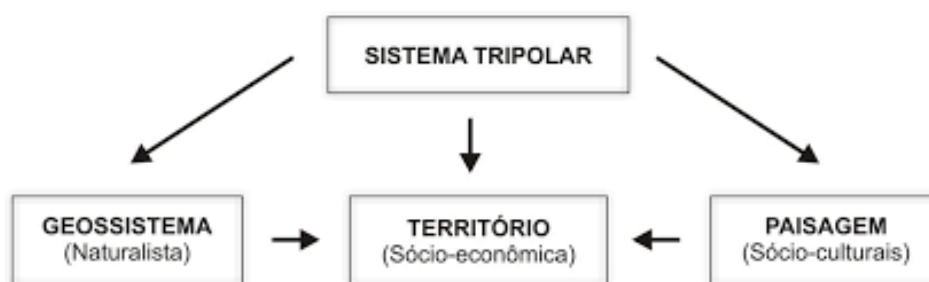 SISTEMA TRIPOLAR
GEOSSISTEMA
(Naturalista)
TERRITÓRIO
(Sócio-econômica)
PAISAGEM
(Sócio-culturais)